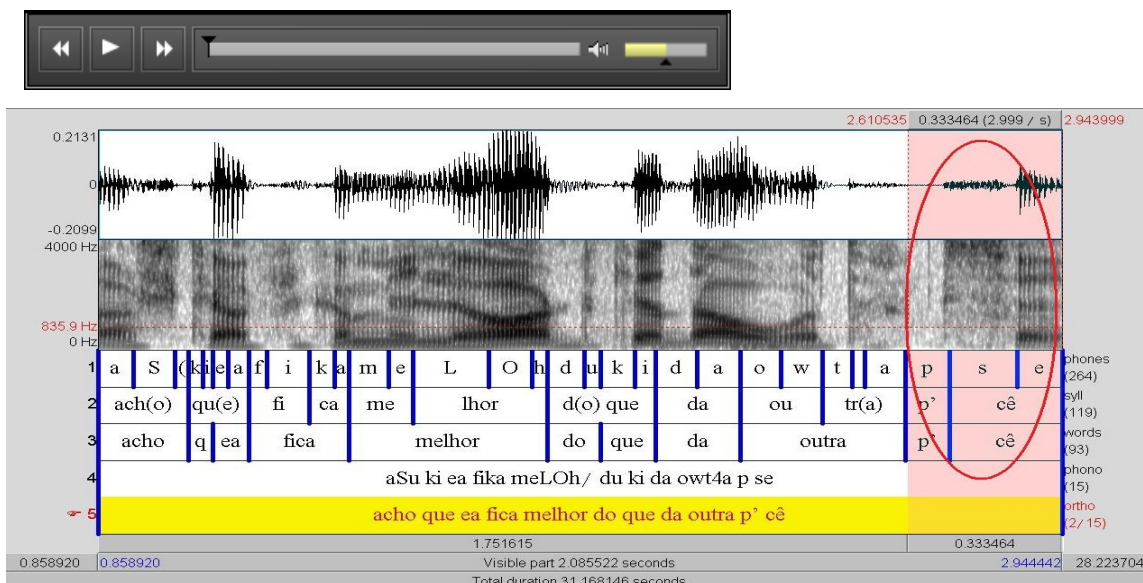 2.610535 0.333464 (2.999 / s) 2.943999
0.2131
0
-0.2099
4000 Hz
835.9 Hz
0 Hz
1 a S ( k i e a f i k a m e L O h d u k i d a o w t a p s e phones (264)
2 ach(o) qu(e) fi ca me lhor d(o) que da ou tr(a) p' cê syll (119)
3 acho q ea fica melhor do que da outra p' cê words (93)
4 aSu ki ea fika meLOh/ du ki da owt4a p se phono (15)
5 acho que ea fica melhor do que da outra p' cê ortho (2/15)
1.751615 0.333464
0.858920 0.858920 Visible part 2.085522 seconds 2.944442 28.223704
Total duration 31.168146 seconds